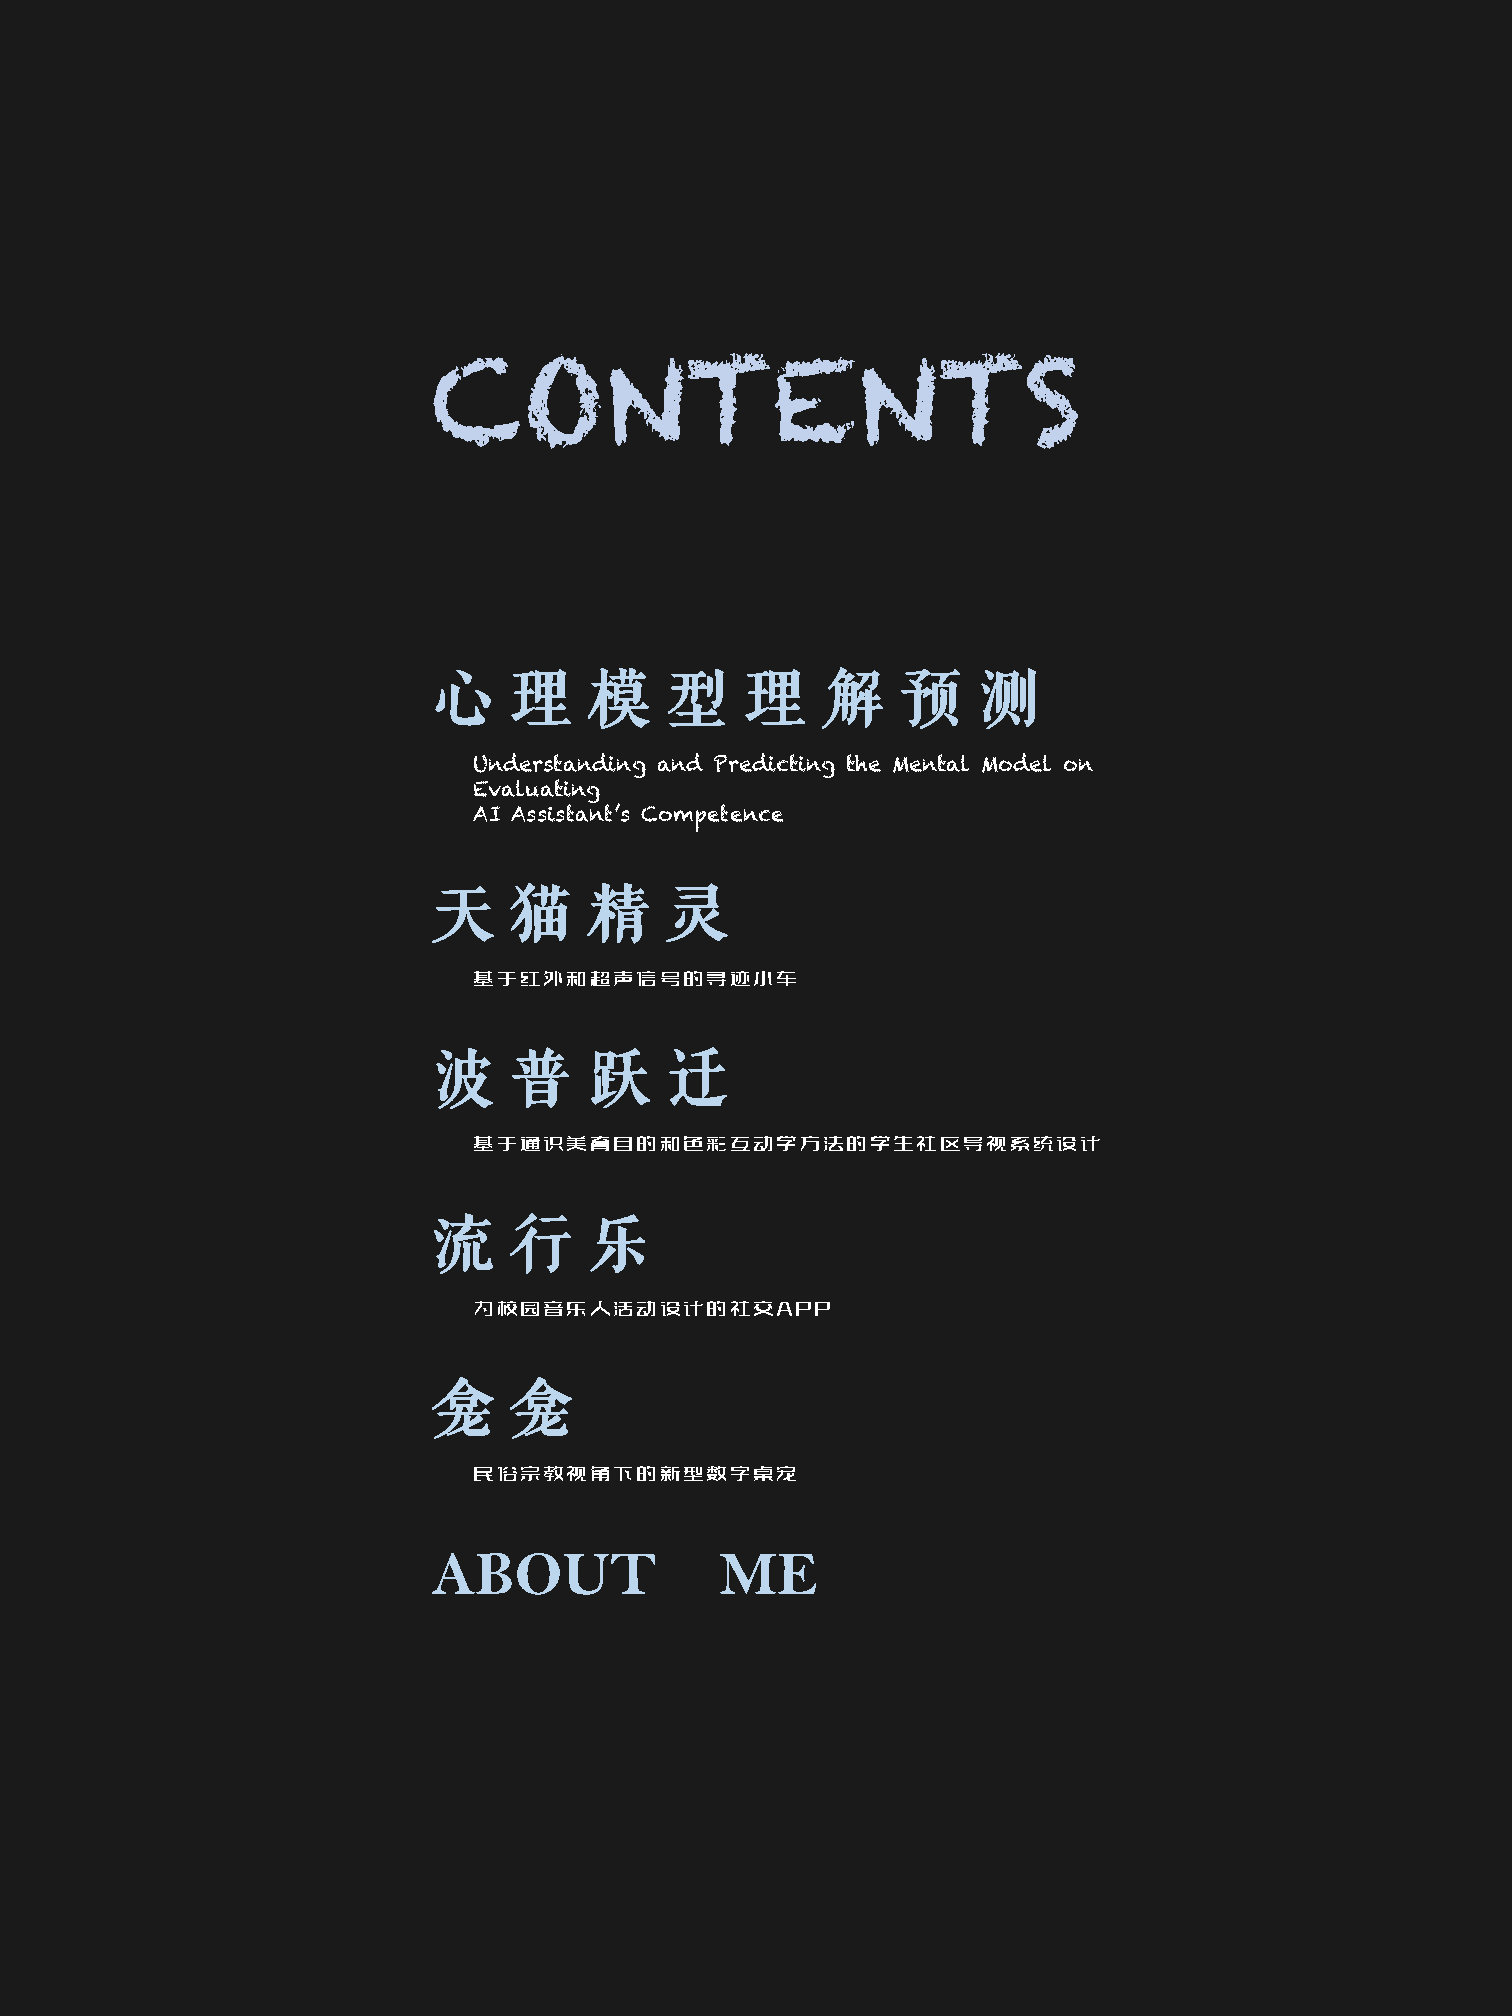 CONTENTS
心理模型理解预测
Understanding and Predicting the Mental Model on
Evaluating
AI Assistant's Competence
天猫精灵
基于红外和超声信号的寻迹小车
波普跃迁
基于通识美育目的和色彩互动学方法的学生社区导视系统设计
流行乐
为校园音乐人活动设计的社交APP
龛龛
民俗宗教视角下的新型数字桌宠
ABOUT ME